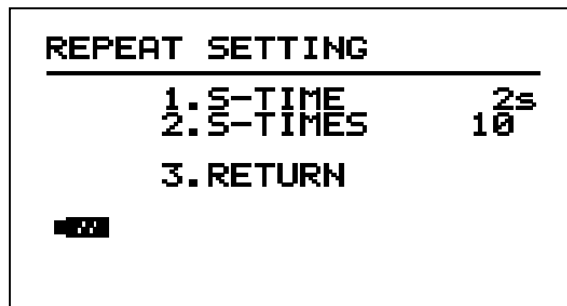 REPEAT SETTING
1.S-TIME 2s
2.S-TIMES 10
3.RETURN